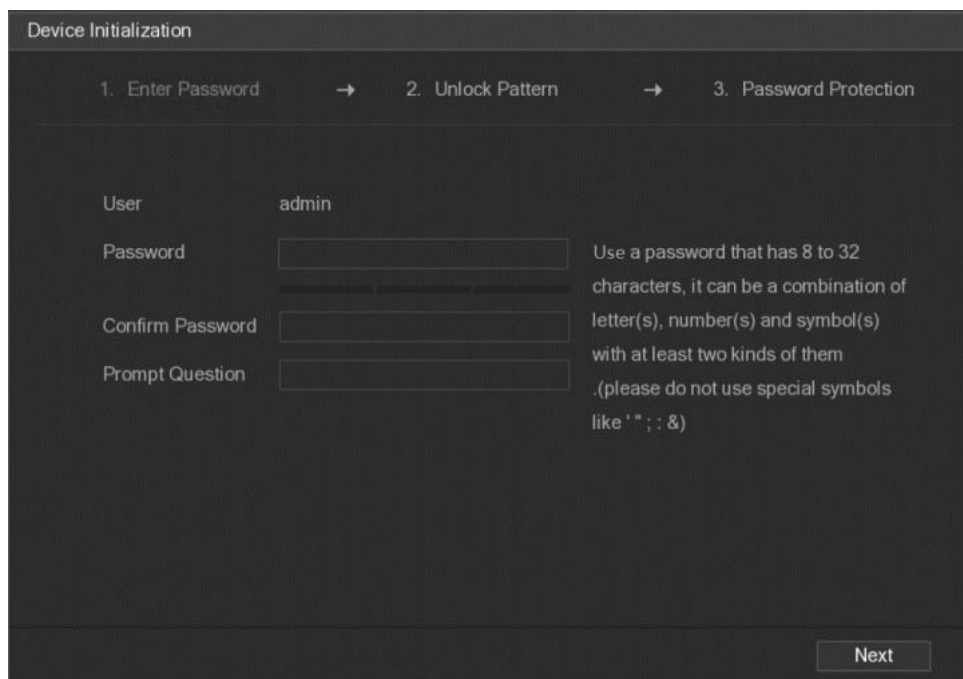 Device Initialization
1. Enter Password → 2. Unlock Pattern → 3. Password Protection
User admin
Password
Use a password that has 8 to 32
characters, it can be a combination of
letter(s), number(s) and symbol(s)
with at least two kinds of them
.(please do not use special symbols
like ' " ; : &)
Confirm Password
Prompt Question
Next